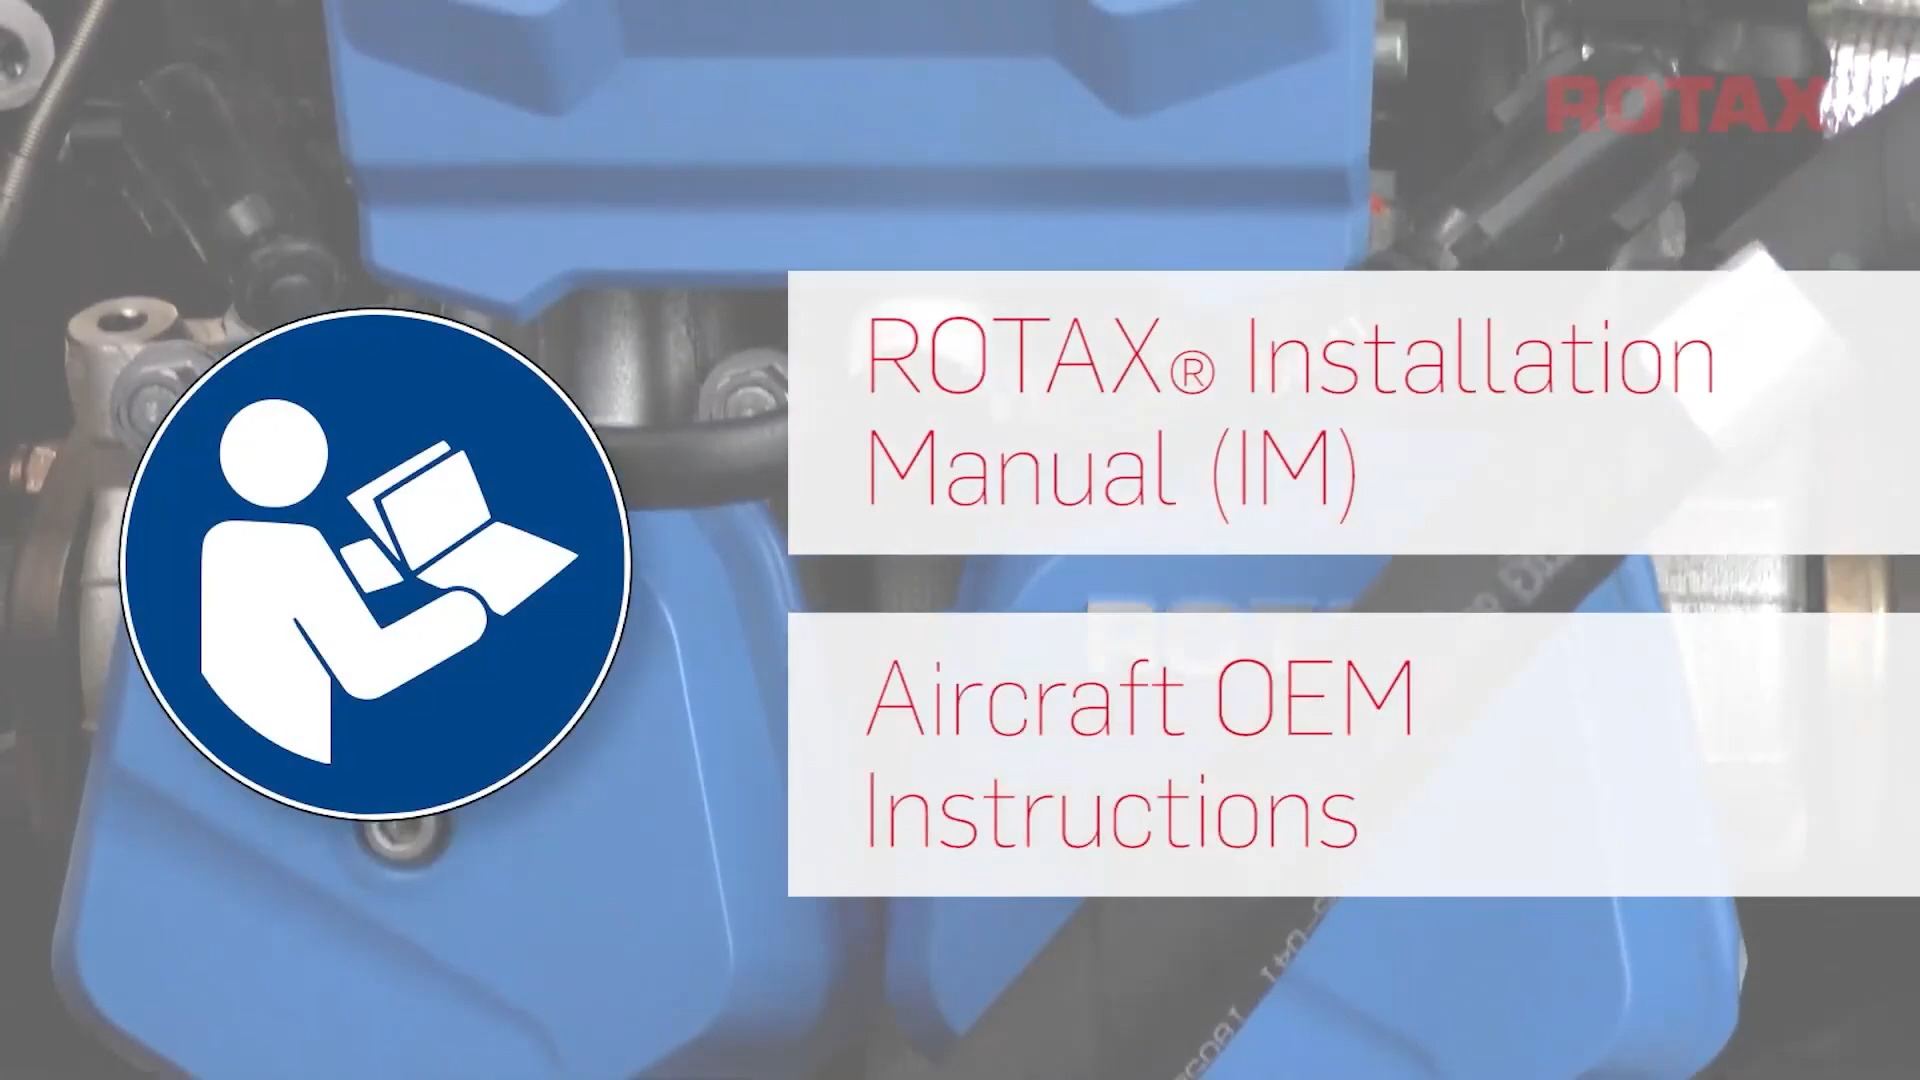 ROTAX
ROTAX® Installation
Manual (IM)
Aircraft OEM
Instructions